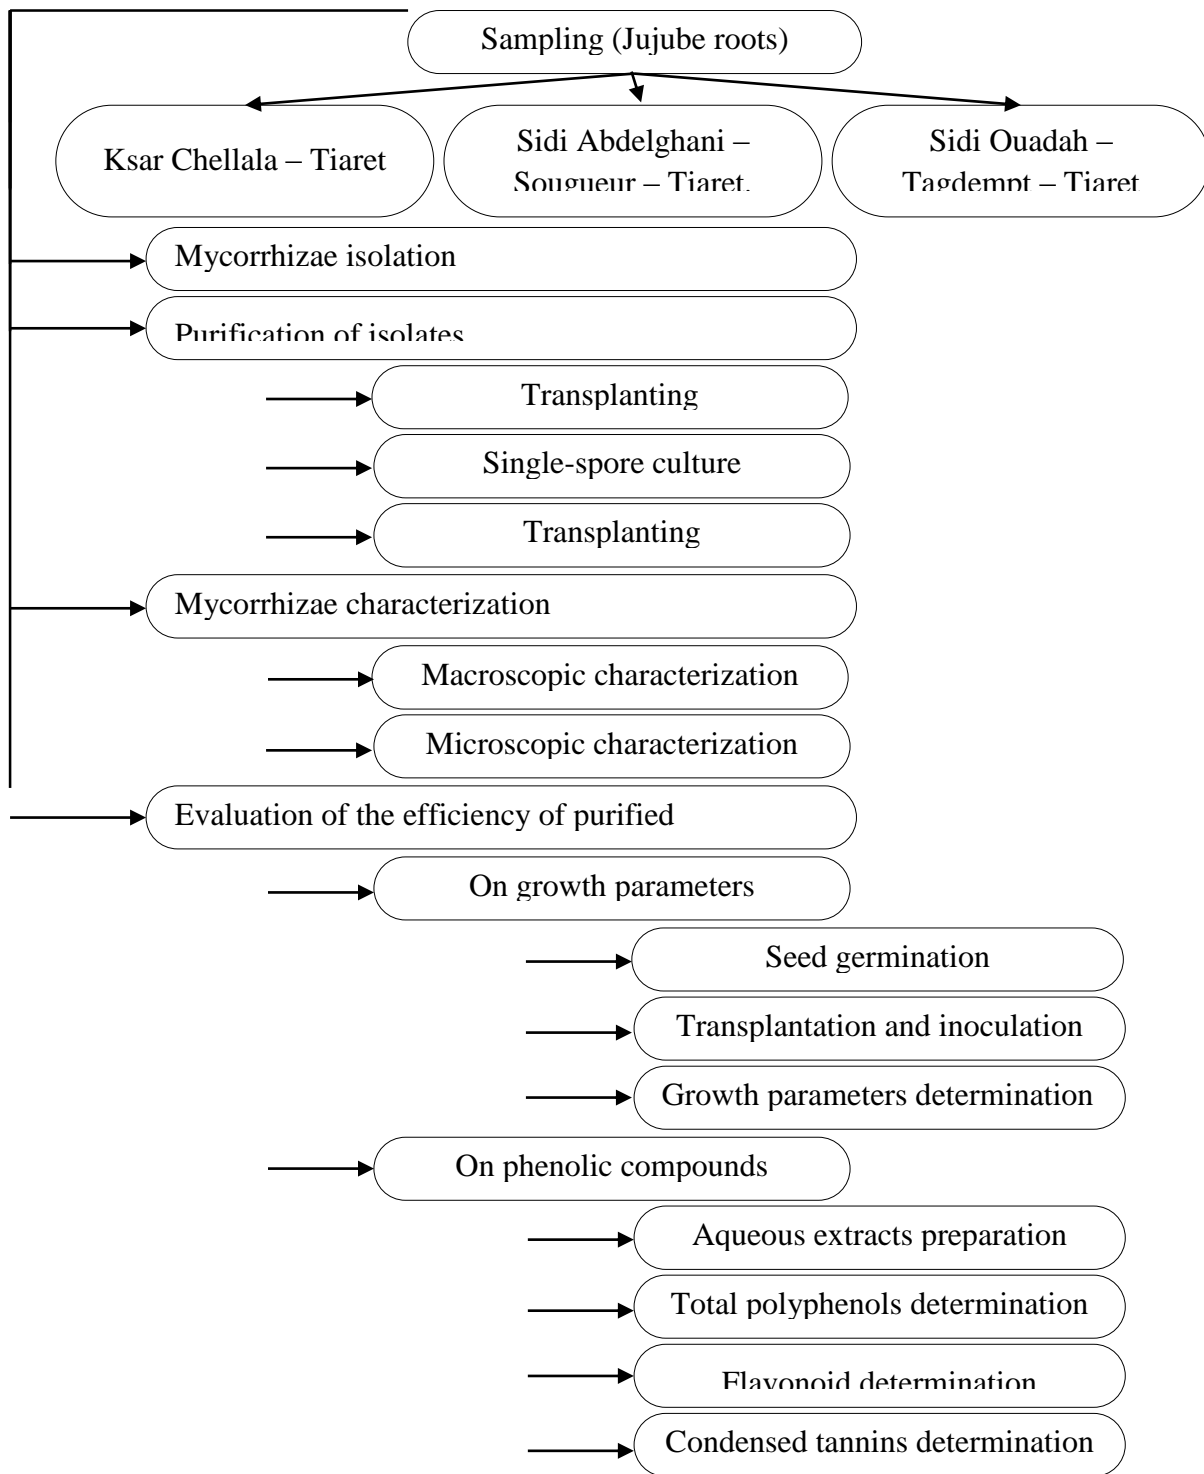 Sampling (Jujube roots)
Ksar Chellala – Tiaret
Sidi Abdelghani –
Sougueur – Tiaret.
Sidi Ouadah –
Tagdempt – Tiaret
Mycorrhizae isolation
Purification of isolates
Transplanting
Single-spore culture
Transplanting
Mycorrhizae characterization
Macroscopic characterization
Microscopic characterization
Evaluation of the efficiency of purified
On growth parameters
Seed germination
Transplantation and inoculation
Growth parameters determination
On phenolic compounds
Aqueous extracts preparation
Total polyphenols determination
Flavonoid determination
Condensed tannins determination